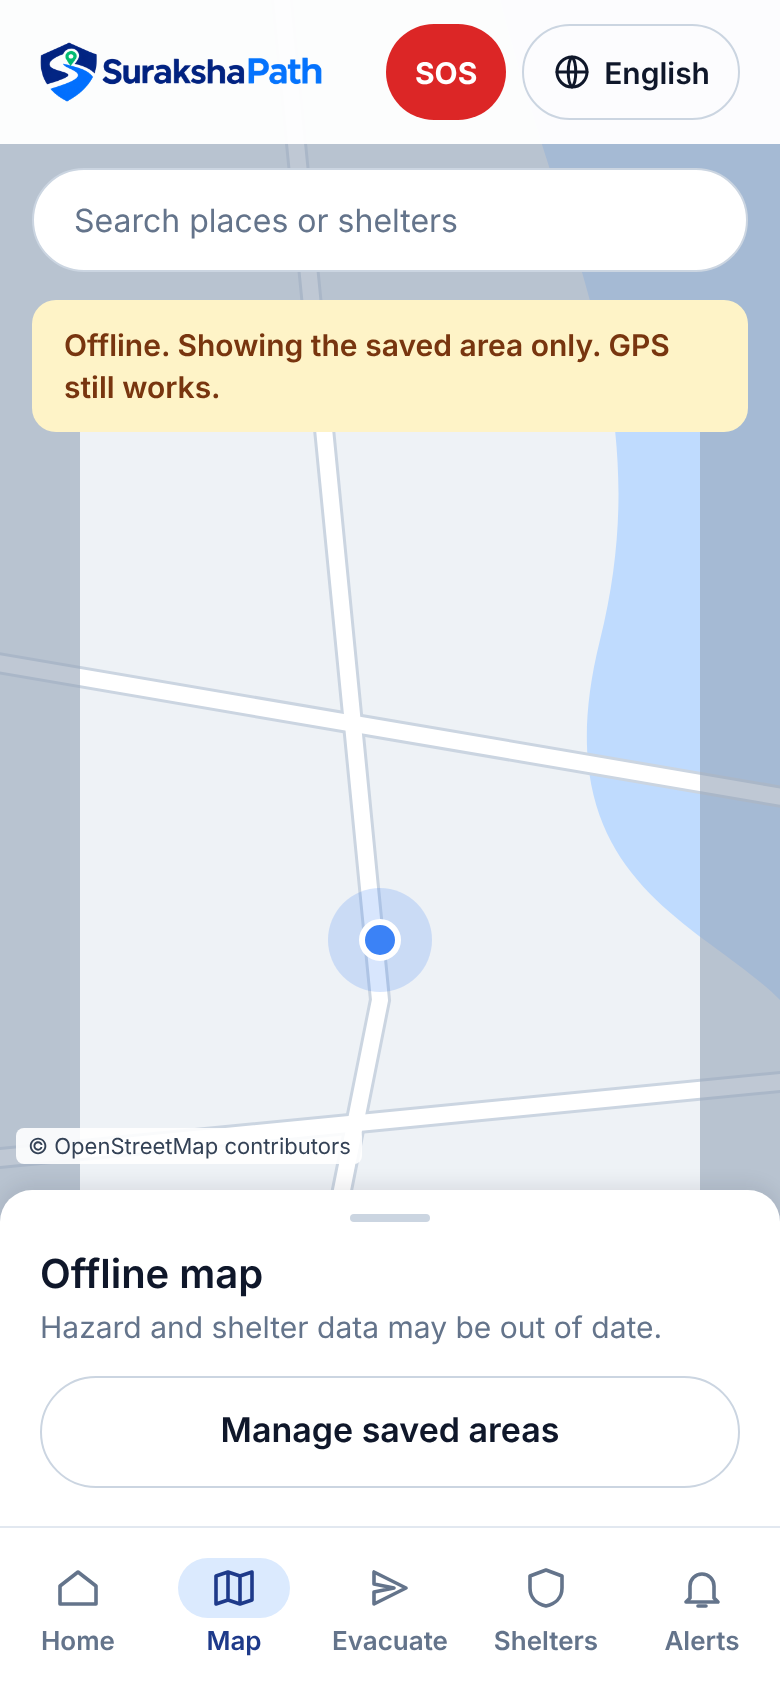 SurakshaPath
SOS
English
Search places or shelters
Offline. Showing the saved area only. GPS
still works.
© OpenStreetMap contributors
Offline map
Hazard and shelter data may be out of date.
Manage saved areas
Home
Map
Evacuate
Shelters
Alerts